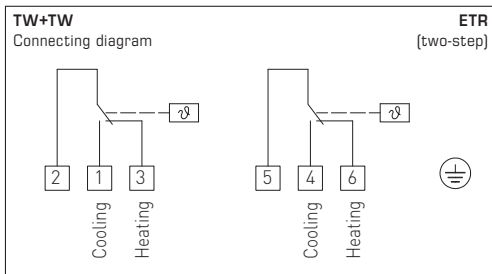 TW+TW
ETR
Connecting diagram
(two-step)
ϑ
ϑ
2 1 3
5 4 6
Cooling
Heating
Cooling
Heating